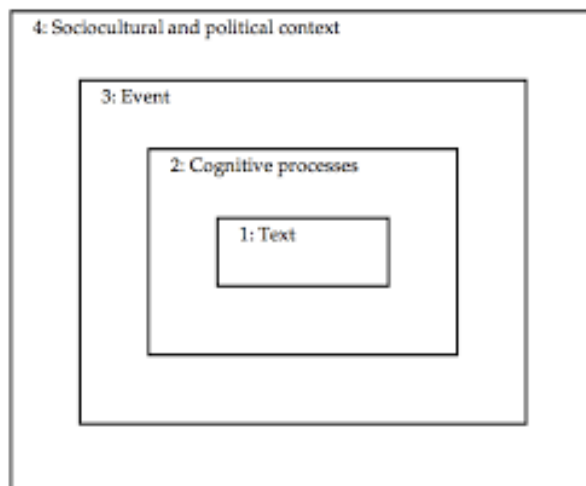 4: Sociocultural and political context
3: Event
2: Cognitive processes
1: Text